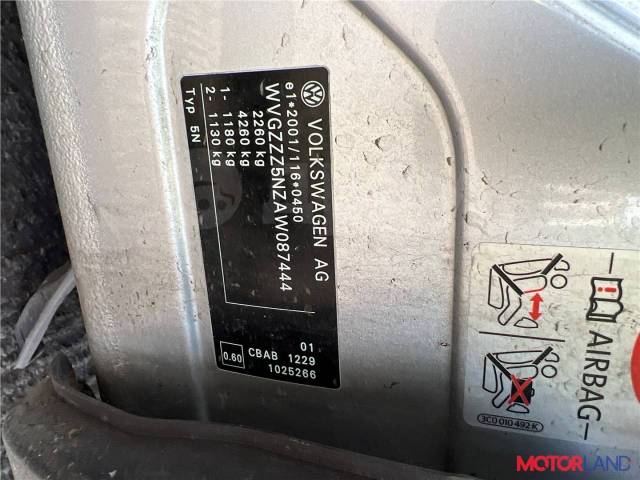 VOLKSWAGEN AG
e1*2001/116*0450
WVGZZZ5NZAW087444
2260 kg
4260 kg
1- 1180 kg
2- 1130 kg
TYP 5N
01
CBAB 1229
0.60
1025266
AIRBAG
3C0 010 492 K
MOTORLAND